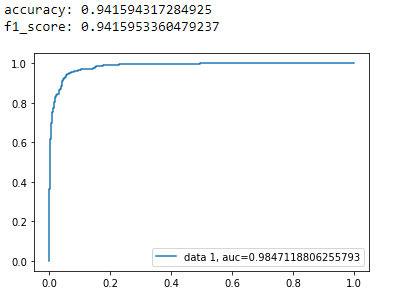 accuracy: 0.941594317284925
f1_score: 0.9415953360479237
1.0
0.8
0.6
0.4
0.2
0.0
0.0 0.2 0.4 0.6 0.8 1.0
data 1, auc=0.9847118806255793